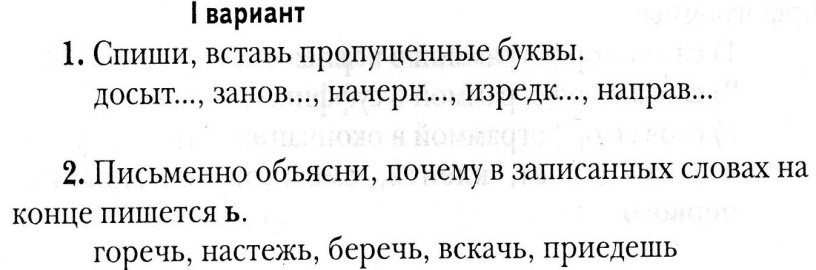 I вариант
1. Спиши, вставь пропущенные буквы.
досыт..., занов..., начерн..., изредк..., направ...
2. Письменно объясни, почему в записанных словах на
конце пишется ь.
горечь, настежь, беречь, вскачь, приедешь